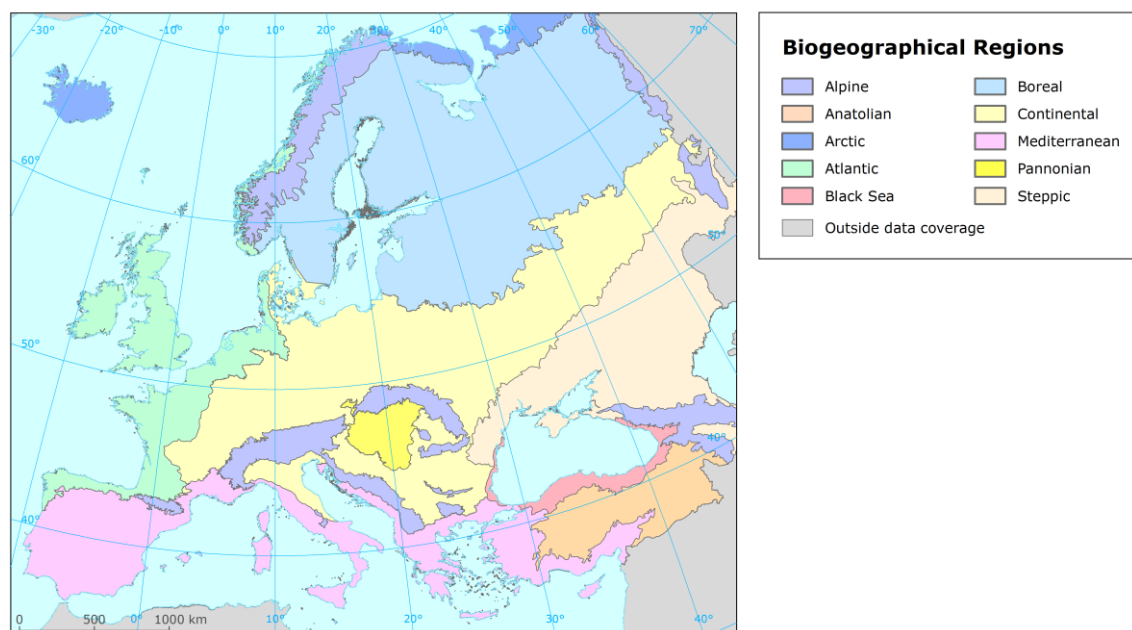 -30°
-20°
-10°
0°
10°
20°
30°
40°
50°
60°
70°
60°
50°
50°
40°
40°
0
500
1000 km
0°
10°
20°
30°
40°
Biogeographical Regions
Alpine
Boreal
Anatolian
Continental
Arctic
Mediterranean
Atlantic
Pannonian
Black Sea
Steppic
Outside data coverage